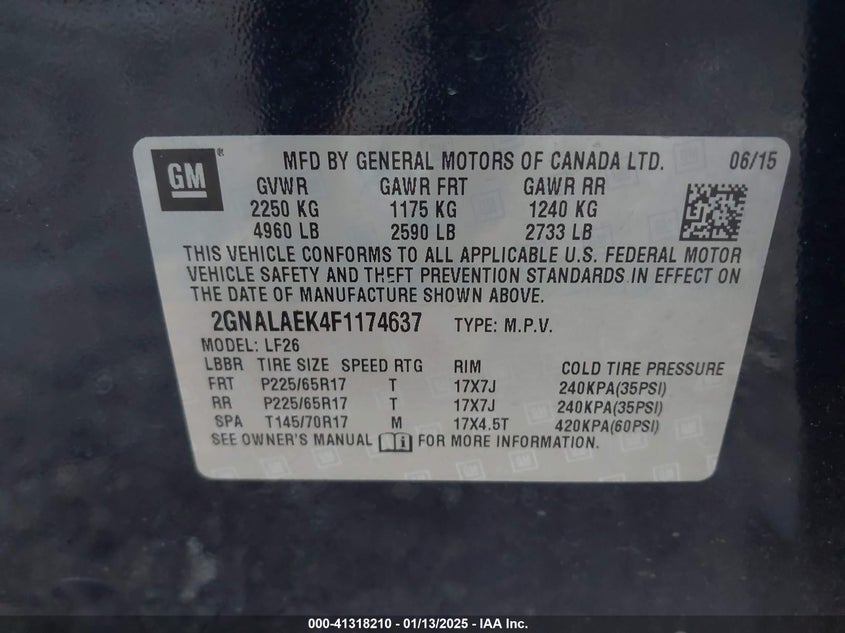 GM ® MFD BY GENERAL MOTORS OF CANADA LTD. 06/15
GVWR GAWR FRT GAWR RR
2250 KG 1175 KG 1240 KG
4960 LB 2590 LB 2733 LB
THIS VEHICLE CONFORMS TO ALL APPLICABLE U.S. FEDERAL MOTOR
VEHICLE SAFETY AND THEFT PREVENTION STANDARDS IN EFFECT ON
THE DATE OF MANUFACTURE SHOWN ABOVE.
2GNALAEK4F1174637 TYPE: M.P.V.
MODEL: LF26
LBBR TIRE SIZE SPEED RTG RIM COLD TIRE PRESSURE
FRT P225/65R17 T 17X7J 240KPA(35PSI)
RR P225/65R17 T 17X7J 240KPA(35PSI)
SPA T145/70R17 M 17X4.5T 420KPA(60PSI)
SEE OWNER'S MANUAL FOR MORE INFORMATION.
000-41318210 - 01/13/2025 - IAA Inc.